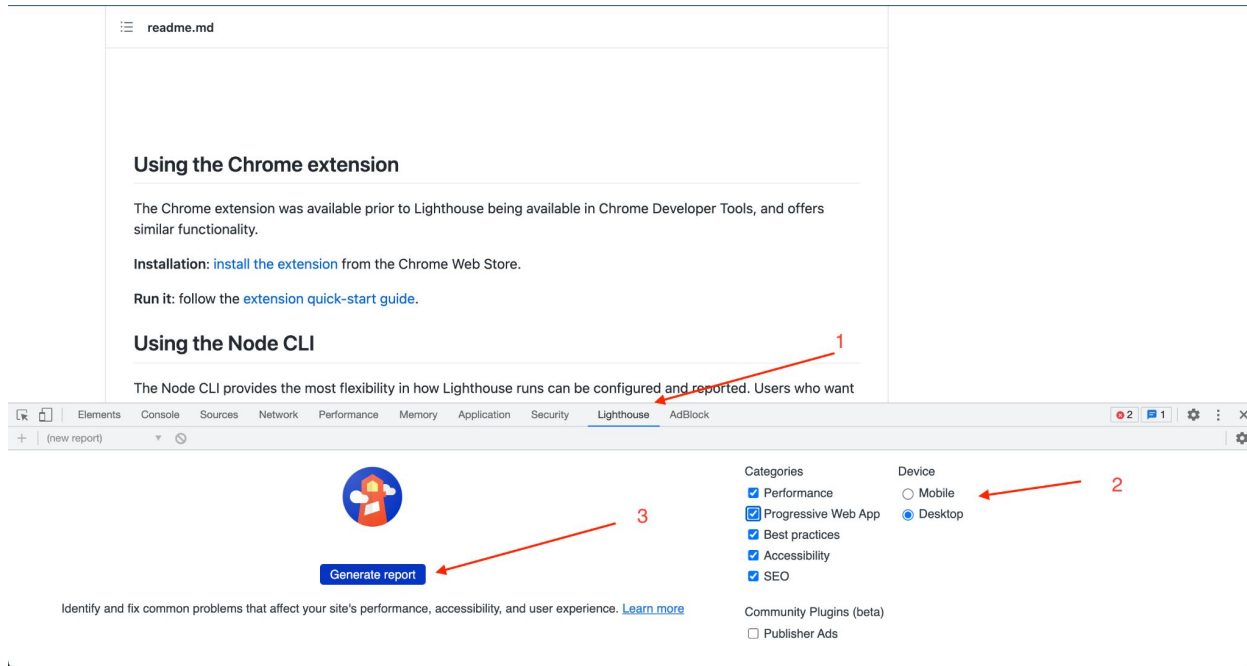 readme.md
Using the Chrome extension
The Chrome extension was available prior to Lighthouse being available in Chrome Developer Tools, and offers
similar functionality.
Installation: install the extension from the Chrome Web Store.
Run it: follow the extension quick-start guide.
Using the Node CLI
1
The Node CLI provides the most flexibility in how Lighthouse runs can be configured and reported. Users who want
Elements Console Sources Network Performance Memory Application Security Lighthouse AdBlock 2 1
(new report)
Categories Device
Performance Mobile
2
Progressive Web App Desktop
3
Best practices
Accessibility
SEO
Generate report
Identify and fix common problems that affect your site's performance, accessibility, and user experience. Learn more
Community Plugins (beta)
Publisher Ads